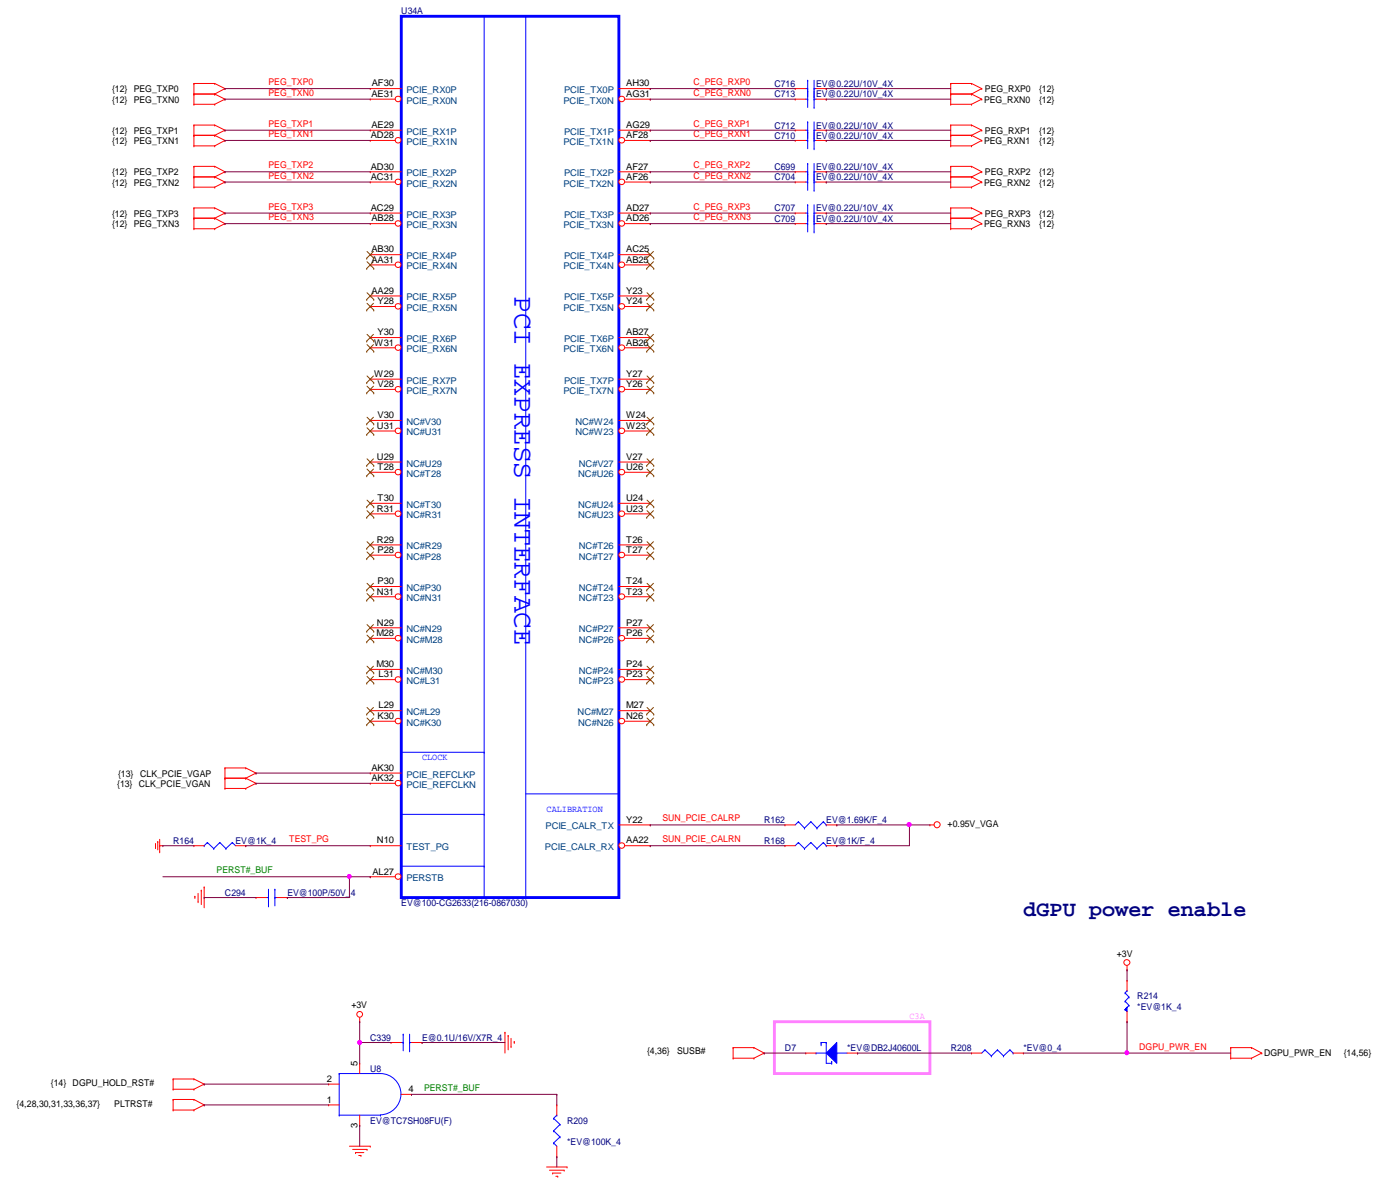 U34A
{12} PEG_TXP0 PEG_TXP0 AF30 PCIE_RX0P PCIE_TX0P AH30 C_PEG_RXP0 C716 EV@0.22U/10V_4X PEG_RXP0 {12}
{12} PEG_TXN0 PEG_TXN0 AE31 PCIE_RX0N PCIE_TX0N AG31 C_PEG_RXN0 C713 EV@0.22U/10V_4X PEG_RXN0 {12}
{12} PEG_TXP1 PEG_TXP1 AE29 PCIE_RX1P PCIE_TX1P AG29 C_PEG_RXP1 C712 EV@0.22U/10V_4X PEG_RXP1 {12}
{12} PEG_TXN1 PEG_TXN1 AD28 PCIE_RX1N PCIE_TX1N AF28 C_PEG_RXN1 C710 EV@0.22U/10V_4X PEG_RXN1 {12}
{12} PEG_TXP2 PEG_TXP2 AD30 PCIE_RX2P PCIE_TX2P AF27 C_PEG_RXP2 C699 EV@0.22U/10V_4X PEG_RXP2 {12}
{12} PEG_TXN2 PEG_TXN2 AC31 PCIE_RX2N PCIE_TX2N AF26 C_PEG_RXN2 C704 EV@0.22U/10V_4X PEG_RXN2 {12}
{12} PEG_TXP3 PEG_TXP3 AC29 PCIE_RX3P PCIE_TX3P AD27 C_PEG_RXP3 C707 EV@0.22U/10V_4X PEG_RXP3 {12}
{12} PEG_TXN3 PEG_TXN3 AB28 PCIE_RX3N PCIE_TX3N AD26 C_PEG_RXN3 C709 EV@0.22U/10V_4X PEG_RXN3 {12}
AB30 PCIE_RX4P PCIE_TX4P AC25
AA31 PCIE_RX4N PCIE_TX4N AB25
AA29 PCIE_RX5P PCIE_TX5P Y23
Y28 PCIE_RX5N PCIE_TX5N Y24
Y30 PCIE_RX6P PCIE_TX6P AB27
W31 PCIE_RX6N PCIE_TX6N AB26
W29 PCIE_RX7P PCIE_TX7P Y27
V28 PCIE_RX7N PCIE_TX7N Y26
PCI EXPRESS INTERFACE
V30 NC#V30 NC#W24 W24
U31 NC#U31 NC#W23 W23
U29 NC#U29 NC#V27 V27
T28 NC#T28 NC#U26 U26
T30 NC#T30 NC#U24 U24
R31 NC#R31 NC#U23 U23
R29 NC#R29 NC#T26 T26
P28 NC#P28 NC#T27 T27
P30 NC#P30 NC#T24 T24
N31 NC#N31 NC#T23 T23
N29 NC#N29 NC#P27 P27
M28 NC#M28 NC#P26 P26
M30 NC#M30 NC#P24 P24
L31 NC#L31 NC#P23 P23
L29 NC#L29 NC#M27 M27
K30 NC#K30 NC#N26 N26
CLOCK
{13} CLK_PCIE_VGAP AK30 PCIE_REFCLKP
{13} CLK_PCIE_VGAN AK32 PCIE_REFCLKN
CALIBRATION
PCIE_CALR_TX Y22 SUN_PCIE_CALRP R162 EV@1.69K/F_4 +0.95V_VGA
R164 EV@1K_4 TEST_PG N10 TEST_PG PCIE_CALR_RX AA22 SUN_PCIE_CALRN R168 EV@1K/F_4
PERST#_BUF AL27 PERSTB
C294 EV@100P/50V_4
EV@100-CG2633(216-0867030)
dGPU power enable
+3V
R214
*EV@1K_4
C3A
{4,36} SUSB# D7 *EV@DB2J40600L R208 *EV@0_4 DGPU_PWR_EN DGPU_PWR_EN {14,56}
+3V
C339 E@0.1U/16V/X7R_4
5 U8
{14} DGPU_HOLD_RST# 2
4 PERST#_BUF
{4,28,30,31,33,36,37} PLTRST# 1
3 EV@TC7SH08FU(F)
R209
*EV@100K_4